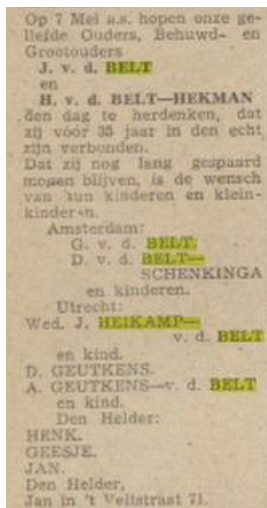 Op 7 Mei a.s. hopen onze ge-
liefde Ouders, Behuwd- en
Grootouders
J. v. d. BELT
en
H. v. d. BELT—HEKMAN
den dag te herdenken, dat
zij vóór 35 jaar in den echt
zijn verbonden.
Dat zij nog lang gespaard
mogen blijven, is de wensch
van hun kinderen en klein-
kinderen.
Amsterdam:
G. v. d. BELT.
D. v. d. BELT—
SCHENKINGA
en kinderen.
Utrecht:
Wed. J. HEIKAMP—
v. d. BELT
en kind.
D. GEUTKENS.
A. GEUTKENS—v. d. BELT
en kind.
Den Helder:
HENK.
GEESJE.
JAN.
Den Helder,
Jan in 't Veltstraat 71.